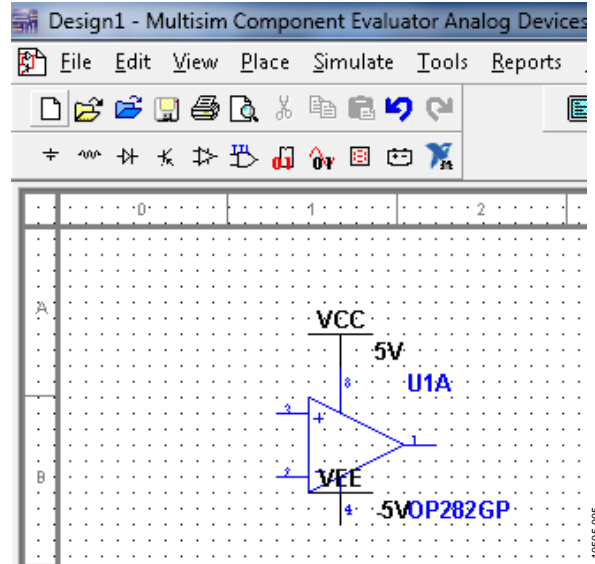 Design1 - Multisim Component Evaluator Analog Devices
File Edit View Place Simulate Tools Reports
0 1 2
A
VCC
5V
8
U1A
3
1
B
2
VEE
4
-5V
OP282GP